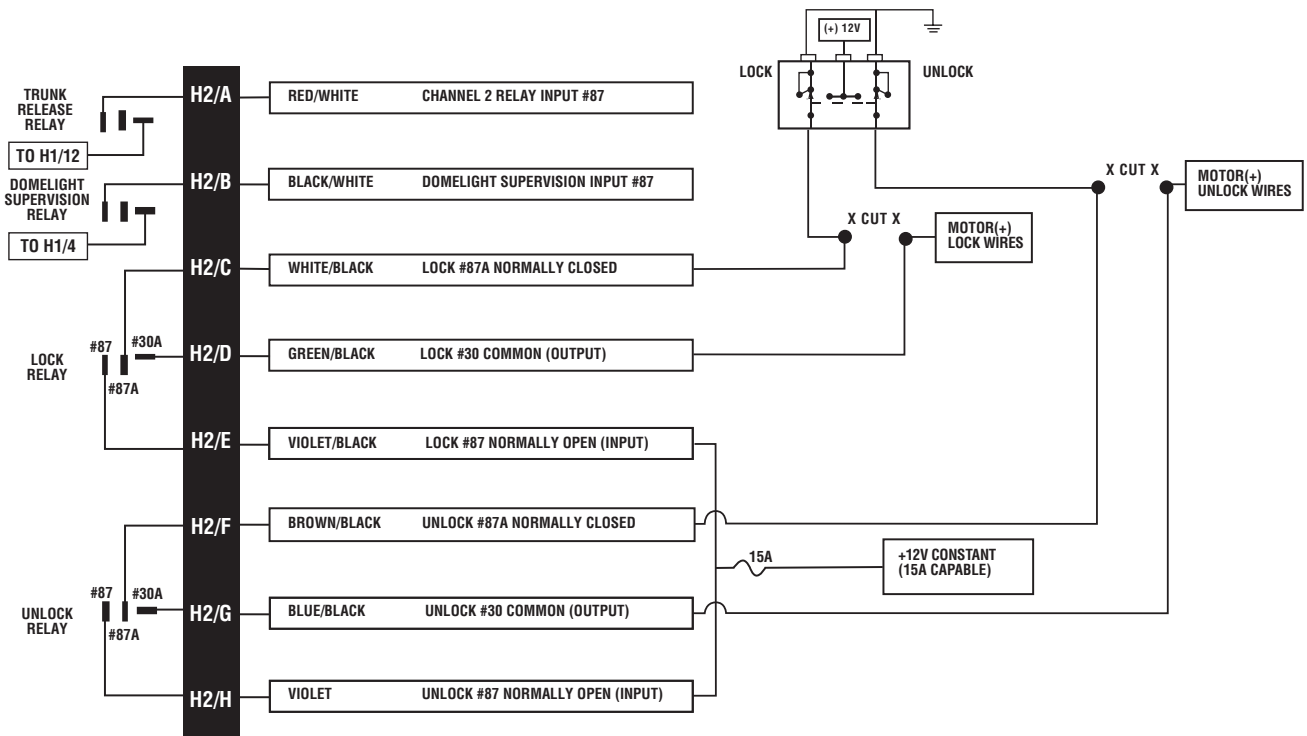 (+) 12V
LOCK
UNLOCK
TRUNK
RELEASE
RELAY
TO H1/12
H2/A
RED/WHITE CHANNEL 2 RELAY INPUT #87
DOMELIGHT
SUPERVISION
RELAY
TO H1/4
H2/B
BLACK/WHITE DOMELIGHT SUPERVISION INPUT #87
X CUT X
MOTOR(+)
UNLOCK WIRES
X CUT X
MOTOR(+)
LOCK WIRES
H2/C
WHITE/BLACK LOCK #87A NORMALLY CLOSED
LOCK
RELAY
#87
#30A
#87A
H2/D
GREEN/BLACK LOCK #30 COMMON (OUTPUT)
H2/E
VIOLET/BLACK LOCK #87 NORMALLY OPEN (INPUT)
H2/F
BROWN/BLACK UNLOCK #87A NORMALLY CLOSED
15A
+12V CONSTANT
(15A CAPABLE)
UNLOCK
RELAY
#87
#30A
#87A
H2/G
BLUE/BLACK UNLOCK #30 COMMON (OUTPUT)
H2/H
VIOLET UNLOCK #87 NORMALLY OPEN (INPUT)